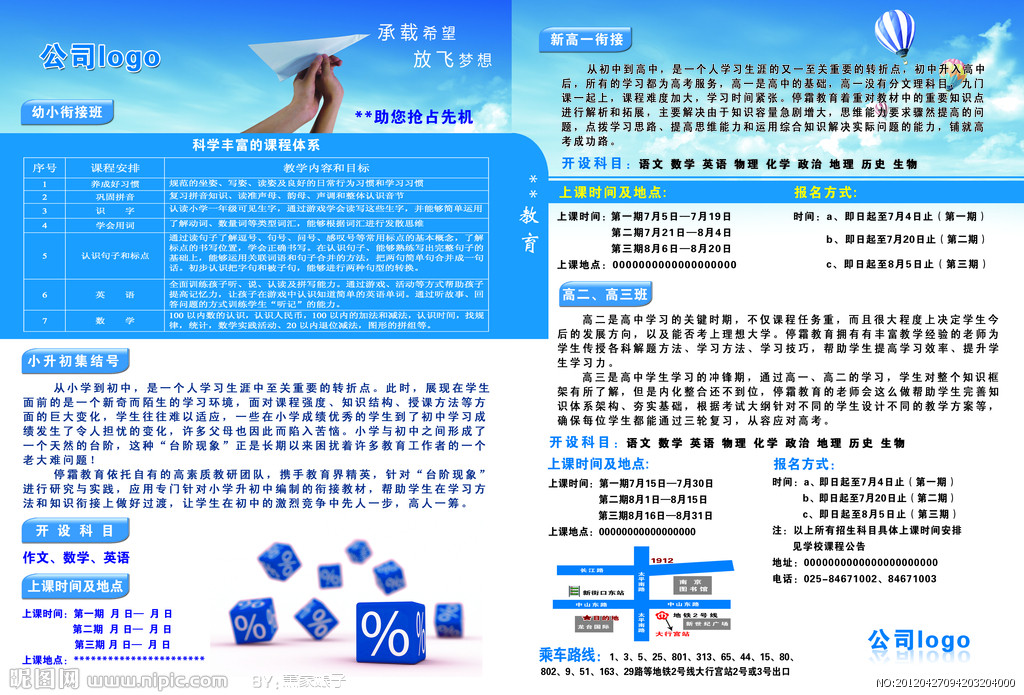 公司logo
承载希望
放飞梦想
幼小衔接班
**助您抢占先机
科学丰富的课程体系
序号 课程安排 教学内容和目标
1 养成好习惯 规范的坐姿、写姿、读姿及良好的日常行为习惯和学习习惯
2 巩固拼音 复习拼音知识、读准声母、韵母、声调和整体认读音节
3 识 字 认读小学一年级可见生字，通过游戏学会读写这些生字，并能够简单运用
4 学会用词 了解动词、数量词等类型词汇，能够根据词汇进行发散思维
5 认识句子和标点 通过读句子了解逗号、句号、问号、感叹号等常用标点的基本概念，了解
标点的书写位置，学会正确书写。在认识句子、能够熟练写出完整句子的
基础上，能够运用关联词语和句子合并的方法，把两句简单句合并成一句
话。初步认识把字句和被子句，能够进行两种句型的转换。
6 英 语 全面训练孩子听、说、认读及拼写能力。通过游戏、活动等方式帮助孩子
提高记忆力，让孩子在游戏中认识知道简单的英语单词。通过听故事、回
答问题的方式训练学生“听记”的能力。
7 数 学 100以内数的认识，认识人民币，100以内的加法和减法，认识时间，找规
律，统计，数学实践活动、20以内退位减法，图形的拼组等。
**教育
小升初集结号
从小学到初中，是一个人学习生涯中至关重要的转折点。此时，展现在学生
面前的是一个新奇而陌生的学习环境，面对课程强度、知识结构、授课方法等方
面的巨大变化，学生往往难以适应，一些在小学成绩优秀的学生到了初中学习成
绩发生了令人担忧的变化，许多父母也因此而陷入苦恼。小学与初中之间形成了
一个天然的台阶，这种“台阶现象”正是长期以来困扰着许多教育工作者的一个
老大难问题！
停霜教育依托自有的高素质教研团队，携手教育界精英，针对“台阶现象”
进行研究与实践，应用专门针对小学升初中编制的衔接教材，帮助学生在学习方
法和知识衔接上做好过渡，让学生在初中的激烈竞争中先人一步，高人一筹。
开 设 科 目
作文、数学、英语
上课时间及地点
上课时间：第一期 月 日— 月 日
第二期 月 日— 月 日
第三期 月 日— 月 日
上课地点：***********************
% % % % % % % % %
昵图网 www.nipic.com
BY:
新高一衔接
从初中到高中，是一个人学习生涯的又一至关重要的转折点，初中升入高中
后，所有的学习都为高考服务，高一是高中的基础，高一没有分文理科目，九门
课一起上，课程难度加大，学习时间紧张。停霜教育着重对教材中的重要知识点
进行解析和拓展，主要解决由于知识容量急剧增大，思维能力要求骤然提高的问
题，点拨学习思路、提高思维能力和运用综合知识解决实际问题的能力，铺就高
考成功路。
开设科目：语文 数学 英语 物理 化学 政治 地理 历史 生物
上课时间及地点：
上课时间：第一期7月5日—7月19日
第二期7月21日—8月4日
第三期8月6日—8月20日
上课地点：0000000000000000000
报名方式：
时间：a、即日起至7月4日止（第一期）
b、即日起至7月20日止（第二期）
c、即日起至8月5日止（第三期）
高二、高三班
高二是高中学习的关键时期，不仅课程任务重，而且很大程度上决定学生今
后的发展方向，以及能否考上理想大学。停霜教育拥有有丰富教学经验的老师为
学生传授各科解题方法、学习方法、学习技巧，帮助学生提高学习效率、提升学
生学习力。
高三是高中学生学习的冲锋期，通过高一、高二的学习，学生对整个知识框
架有所了解，但是内化整合还不到位，停霜教育的老师会这么做帮助学生完善知
识体系架构、夯实基础，根据考试大纲针对不同的学生设计不同的教学方案等，
确保每位学生都能通过三轮复习，从容应对高考。
开设科目：语文 数学 英语 物理 化学 政治 地理 历史 生物
上课时间及地点：
上课时间：第一期7月15日—7月30日
第二期8月1日—8月15日
第三期8月16日—8月31日
上课地点：000000000000000
报名方式：
时间：a、即日起至7月4日止（第一期）
b、即日起至7月20日止（第二期）
c、即日起至8月5日止（第三期）
注：以上所有招生科目具体上课时间安排
见学校课程公告
地址：00000000000000000000
电话：025-84671002、84671003
1912
长江路
太平南路
南京图书馆
新街口东站
中山东路
中山东路
目的地
龙台国际
太平南路
地铁2号线
新世纪广场
大行宫站
公司logo
乘车路线：1、3、5、25、801、313、65、44、15、80、
802、9、51、163、29路等地铁2号线大行宫站2号或3号出口
NO:20120427094203204000